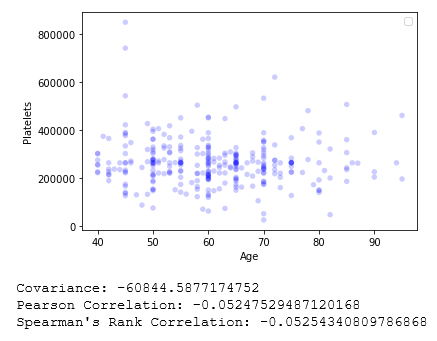 800000
600000
Platelets
400000
200000
0
40 50 60 70 80 90
Age
Covariance: -60844.5877174752
Pearson Correlation: -0.05247529487120168
Spearman's Rank Correlation: -0.05254340809786868